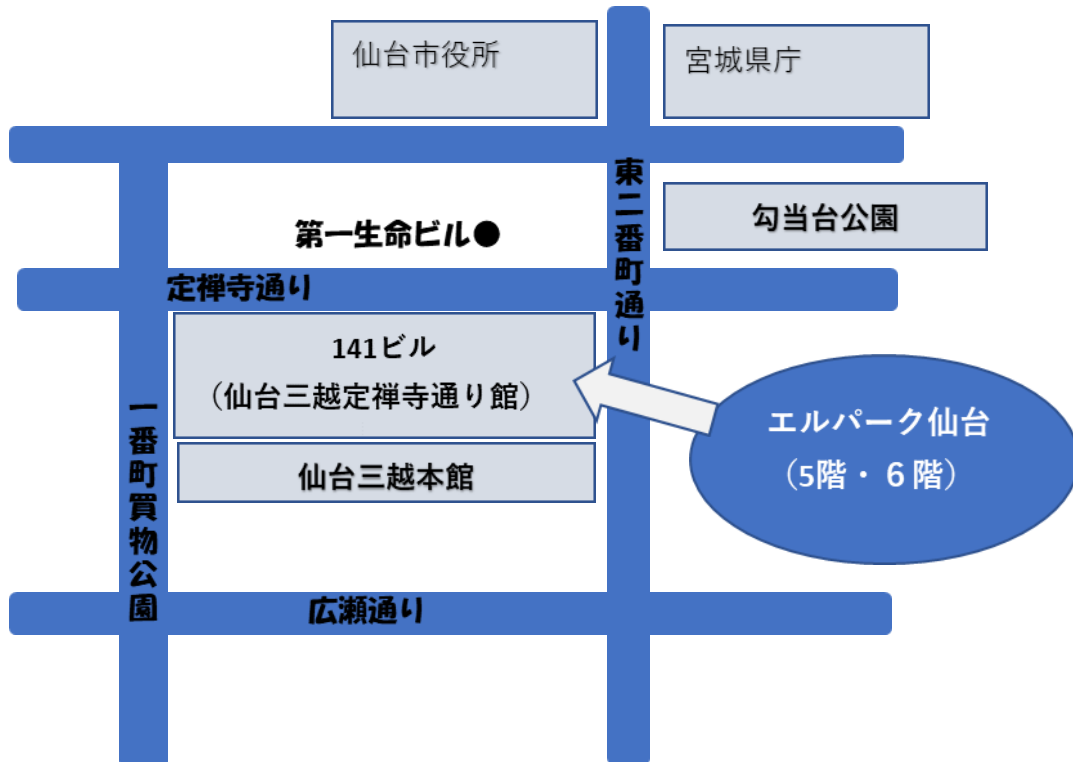 仙台市役所
宮城県庁
東二番町通り
勾当台公園
第一生命ビル●
定禅寺通り
141ビル
（仙台三越定禅寺通り館）
エルパーク仙台
（5階・６階）
一番町買物公園
仙台三越本館
広瀬通り